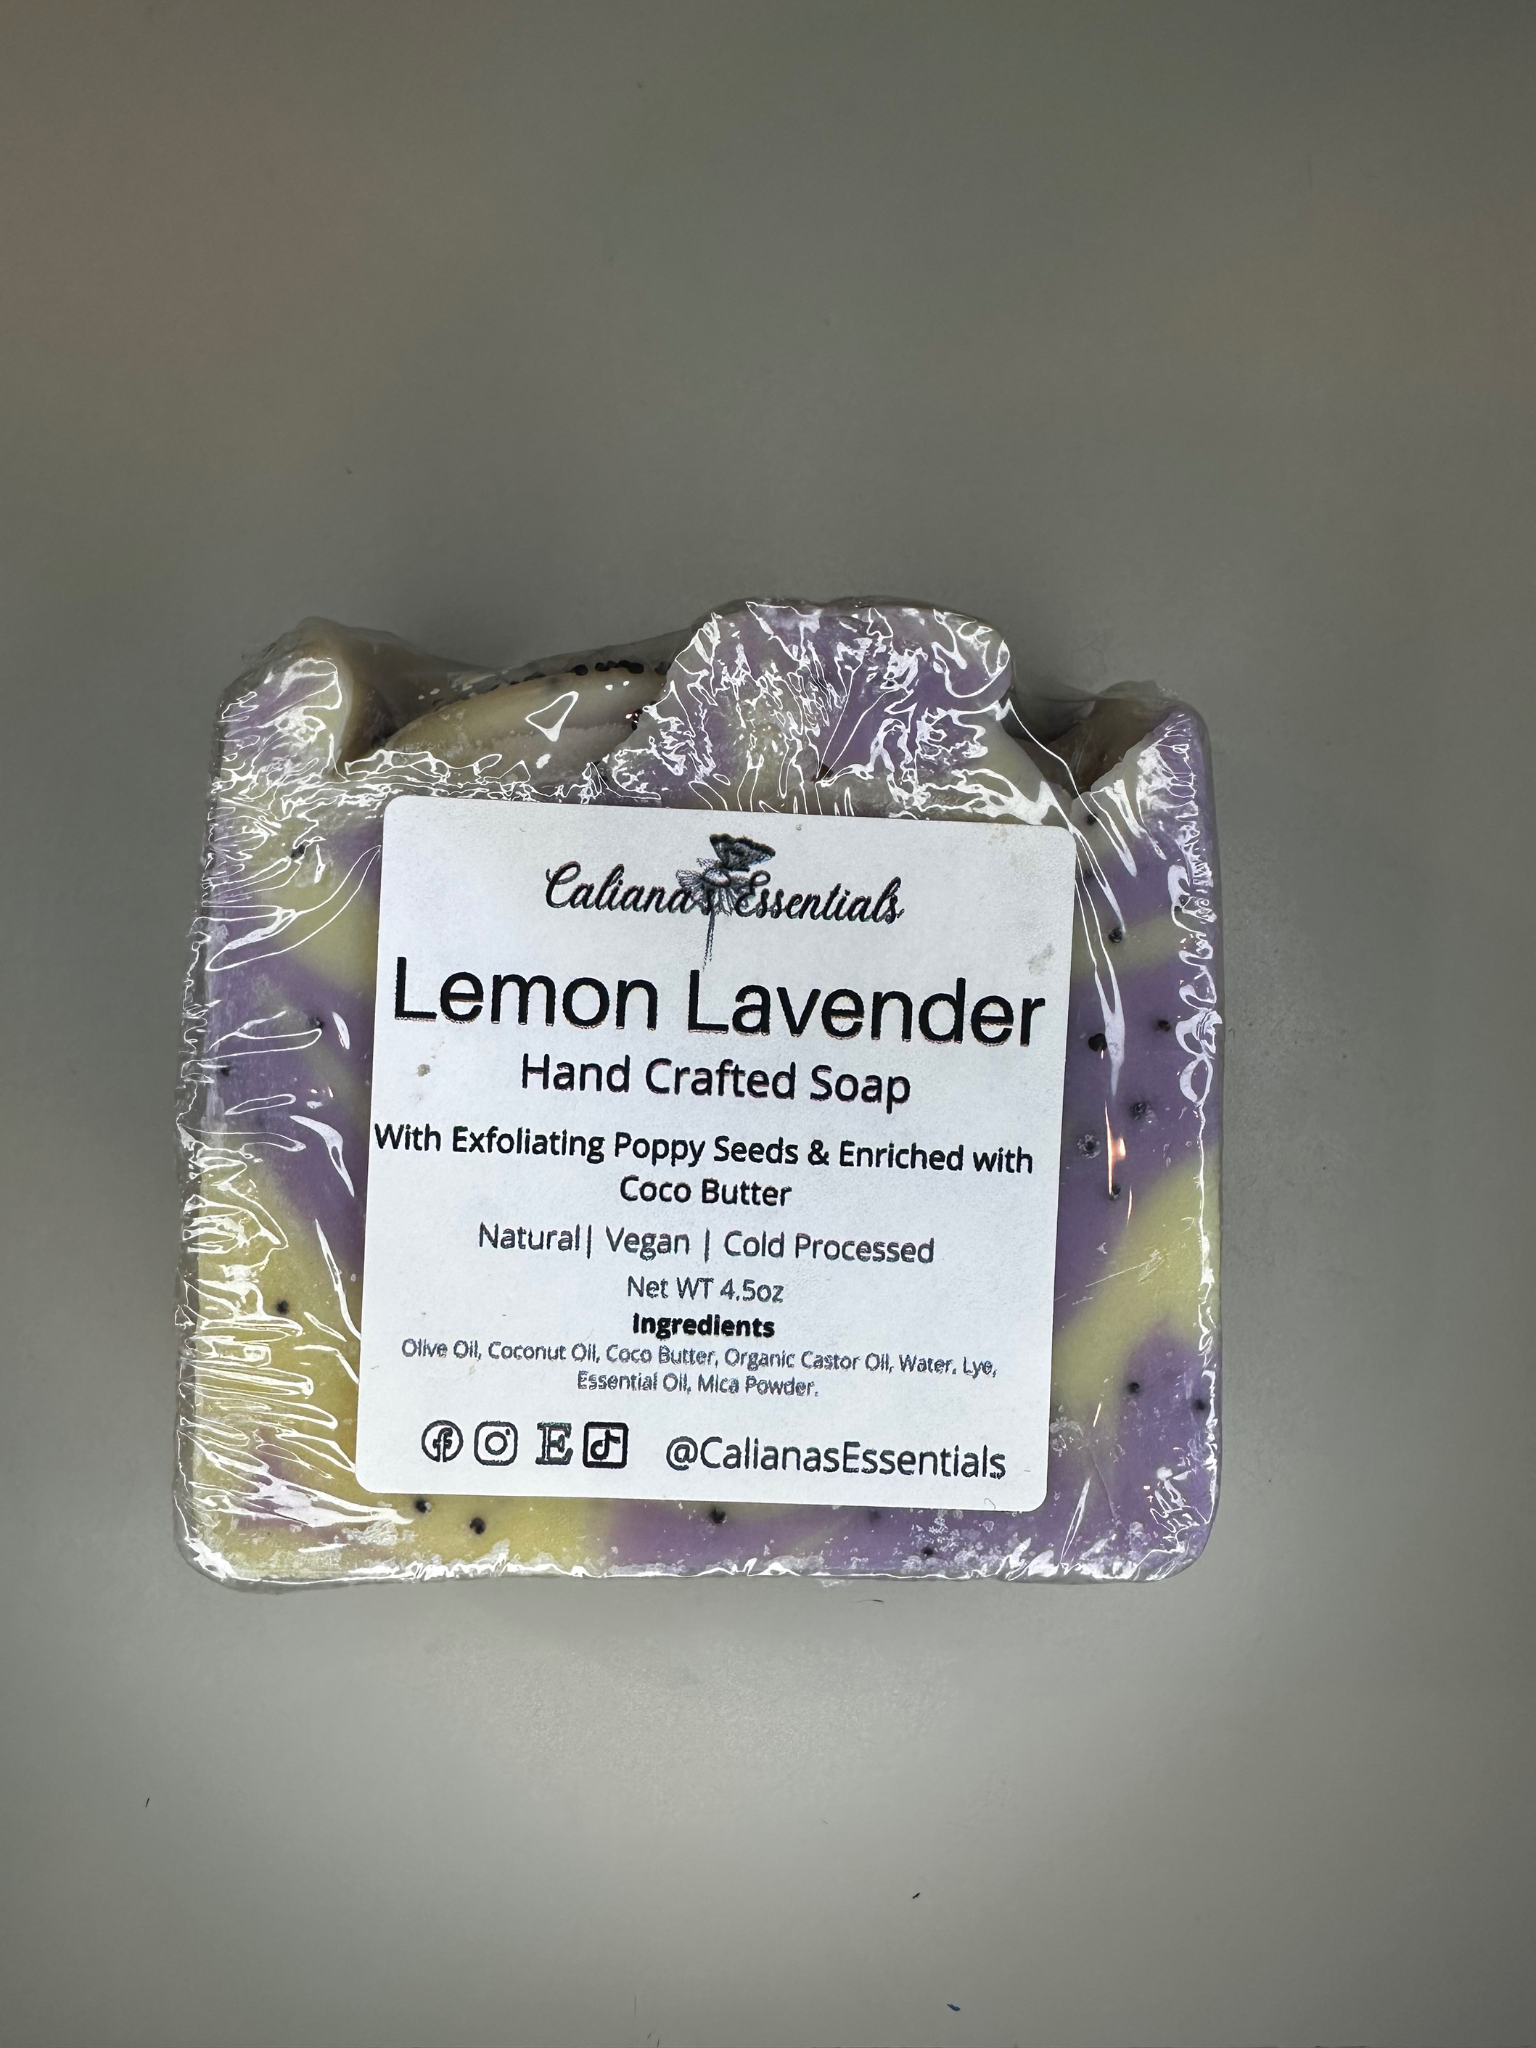 Caliana's Essentials
Lemon Lavender
Hand Crafted Soap
With Exfoliating Poppy Seeds & Enriched with
Coco Butter
Natural| Vegan | Cold Processed
Net WT 4.5oz
Ingredients
Olive Oil, Coconut Oil, Coco Butter, Organic Castor Oil, Water, Lye,
Essential Oil, Mica Powder.
E @CalianasEssentials